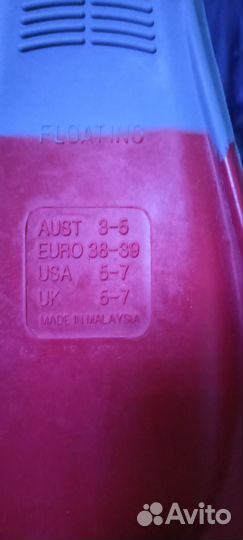 FLOATING
AUST 3-5
EURO 38-39
USA 5-7
UK 5-7
MADE IN MALAYSIA
Avito